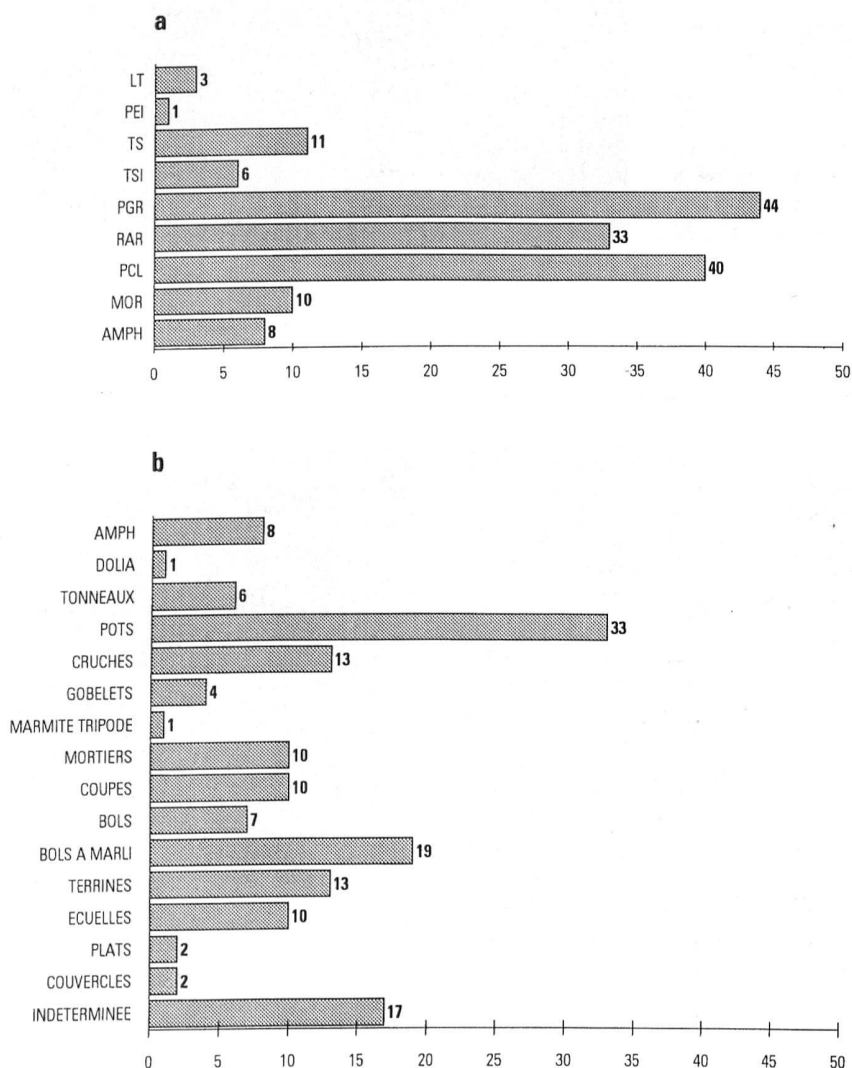 a
LT 3
PEI 1
TS 11
TSI 6
PGR 44
RAR 33
PCL 40
MOR 10
AMPH 8
0 5 10 15 20 25 30 -35 40 45 50
b
AMPH 8
DOLIA 1
TONNEAUX 6
POTS 33
CRUCHES 13
GOBELETS 4
MARMITE TRIPODE 1
MORTIERS 10
COUPES 10
BOLS 7
BOLS A MARLI 19
TERRINES 13
ECUELLES 10
PLATS 2
COUVERCLES 2
INDETERMINEE 17
0 5 10 15 20 25 30 35 40 45 50